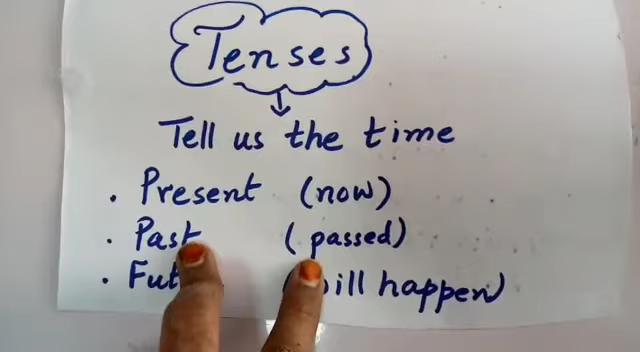 Tenses
Tell us the time
. Present (now)
. Past (passed)
. happen)